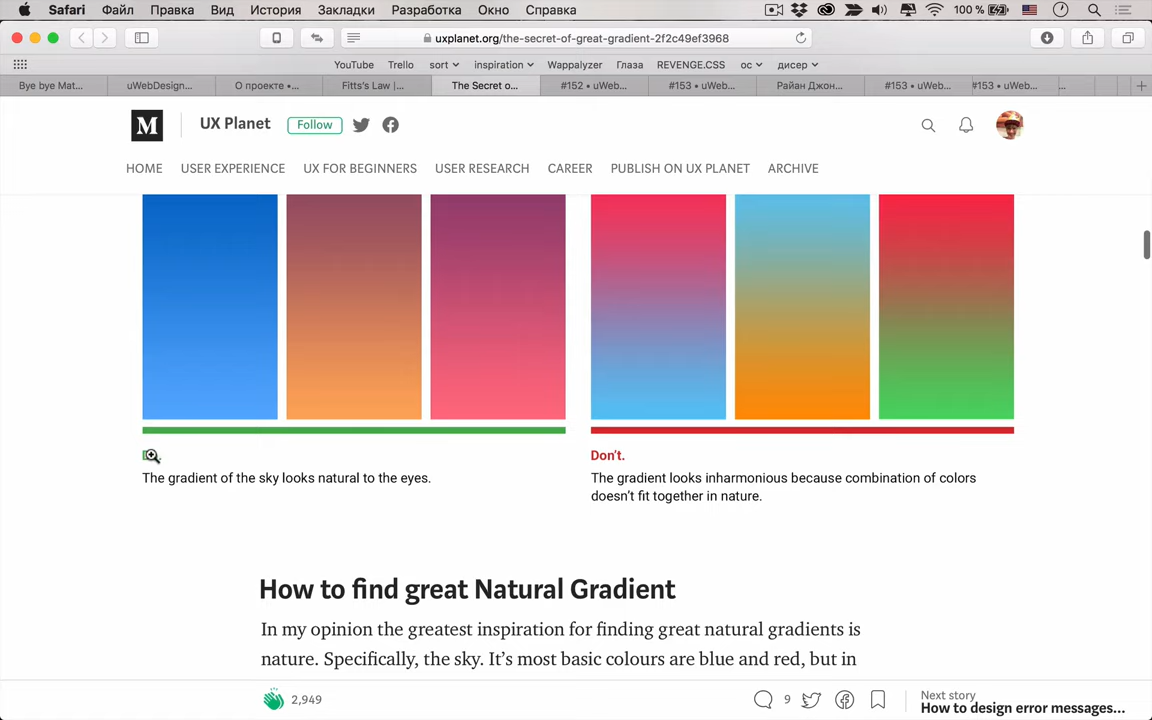 Safari Файл Правка Вид История Закладки Разработка Окно Справка 100 %
uxplanet.org/the-secret-of-great-gradient-2f2c49ef3968
YouTube Trello sort inspiration Wappalyzer Глаза REVENGE.CSS ос дисер
Bye bye Mat... uWebDesign... О проекте •... Fitts's Law |... The Secret o... #152 • uWeb... #153 • uWeb... Райан Джон... #153 • uWeb... #153 • uWe...
M UX Planet Follow
HOME USER EXPERIENCE UX FOR BEGINNERS USER RESEARCH CAREER PUBLISH ON UX PLANET ARCHIVE
Don't.
The gradient of the sky looks natural to the eyes.
The gradient looks inharmonious because combination of colors
doesn't fit together in nature.
How to find great Natural Gradient
In my opinion the greatest inspiration for finding great natural gradients is
nature. Specifically, the sky. It's most basic colours are blue and red, but in
2,949 9
Next story
How to design error messages...